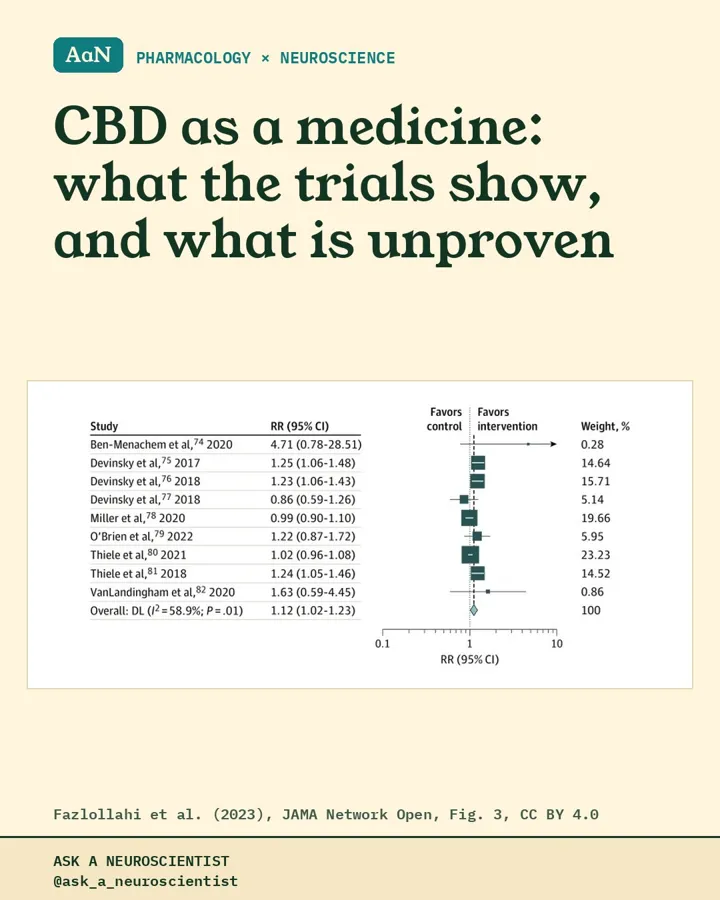 AaN PHARMACOLOGY × NEUROSCIENCE
CBD as a medicine:
what the trials show,
and what is unproven
Favors control Favors intervention
Study RR (95% CI) Weight, %
Ben-Menachem et al,74 2020 4.71 (0.78-28.51) 0.28
Devinsky et al,75 2017 1.25 (1.06-1.48) 14.64
Devinsky et al,76 2018 1.23 (1.06-1.43) 15.71
Devinsky et al,77 2018 0.86 (0.59-1.26) 5.14
Miller et al,78 2020 0.99 (0.90-1.10) 19.66
O'Brien et al,79 2022 1.22 (0.87-1.72) 5.95
Thiele et al,80 2021 1.02 (0.96-1.08) 23.23
Thiele et al,81 2018 1.24 (1.05-1.46) 14.52
VanLandingham et al,82 2020 1.63 (0.59-4.45) 0.86
Overall: DL (I2=58.9%; P=.01) 1.12 (1.02-1.23) 100
0.1 1 10
RR (95% CI)
Fazlollahi et al. (2023), JAMA Network Open, Fig. 3, CC BY 4.0
ASK A NEUROSCIENTIST
@ask_a_neuroscientist